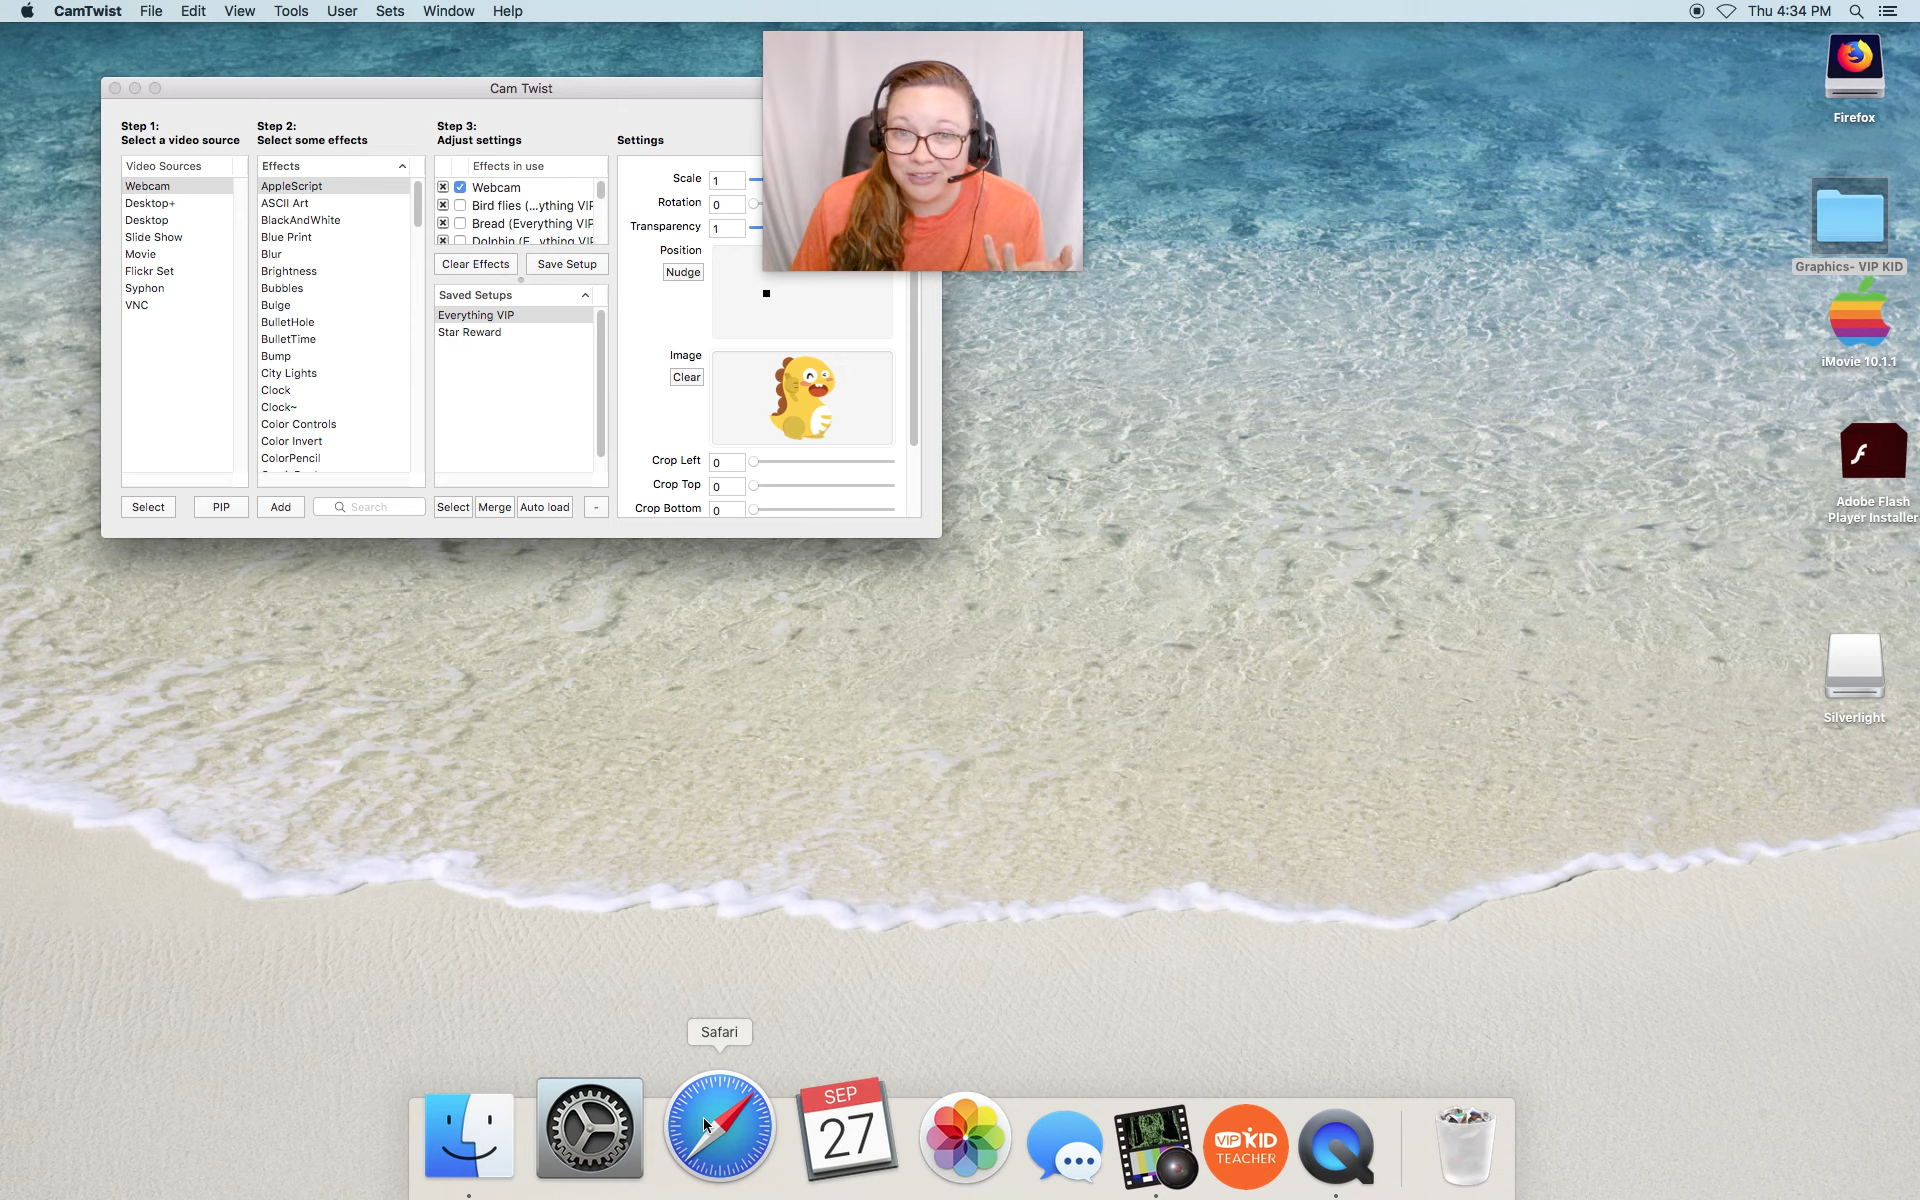 CamTwist File Edit View Tools User Sets Window Help
Thu 4:34 PM
Cam Twist
Step 1:
Select a video source
Step 2:
Select some effects
Step 3:
Adjust settings
Settings
Video Sources
Webcam
Desktop+
Desktop
Slide Show
Movie
Flickr Set
Syphon
VNC
Effects
AppleScript
ASCII Art
BlackAndWhite
Blue Print
Blur
Brightness
Bubbles
Bulge
BulletHole
BulletTime
Bump
City Lights
Clock
Clock~
Color Controls
Color Invert
ColorPencil
Effects in use
Webcam
Bird flies (...ything VIP
Bread (Everything VIP
Dolphin (E...ything VIP
Clear Effects Save Setup
Saved Setups
Everything VIP
Star Reward
Scale 1
Rotation 0
Transparency 1
Position
Nudge
Image
Clear
Crop Left 0
Crop Top 0
Crop Bottom 0
Select PIP Add Search Select Merge Auto load -
Firefox
Graphics- VIP KID
iMovie 10.1.1
Adobe Flash
Player Installer
Silverlight
Safari
SEP
27
VIPKID
TEACHER